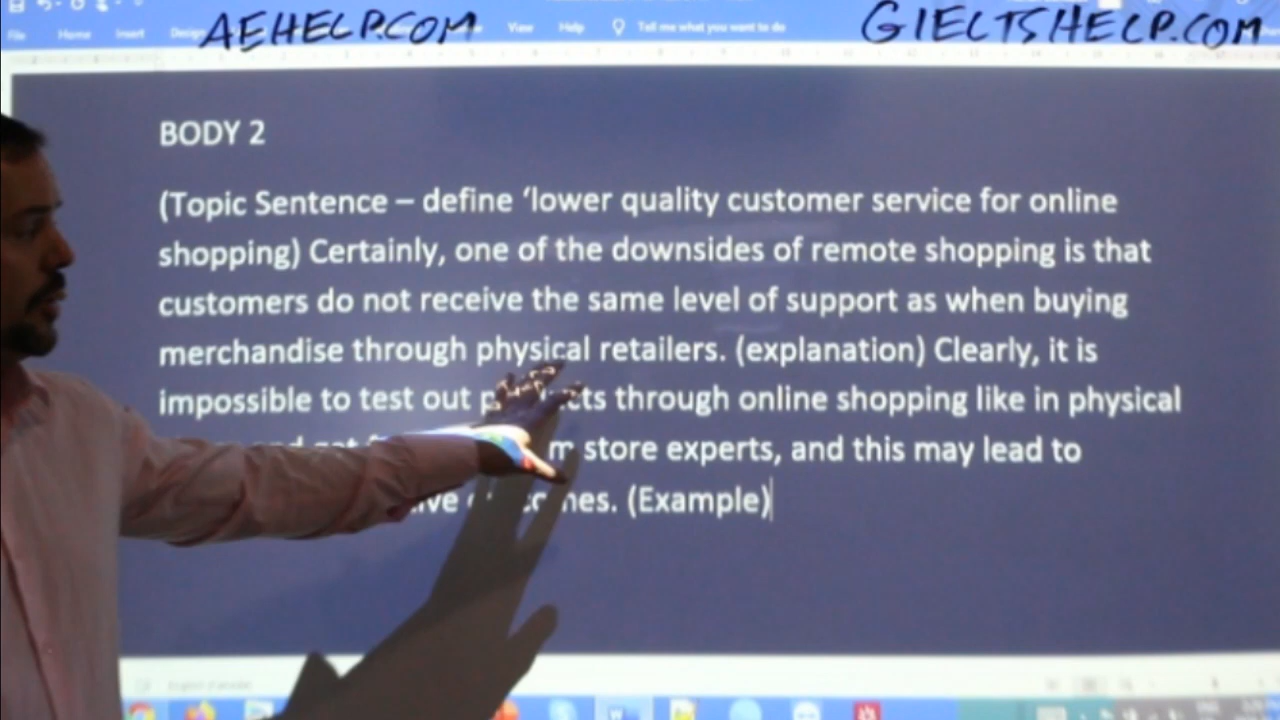 AEHELP.COM
GIELTSHELP.COM
File Home Insert View Help Tell me what you want to do
BODY 2
(Topic Sentence – define ‘lower quality customer service for online
shopping) Certainly, one of the downsides of remote shopping is that
customers do not receive the same level of support as when buying
merchandise through physical retailers. (explanation) Clearly, it is
impossible to test out through online shopping like in physical
store experts, and this may lead to
(Example)